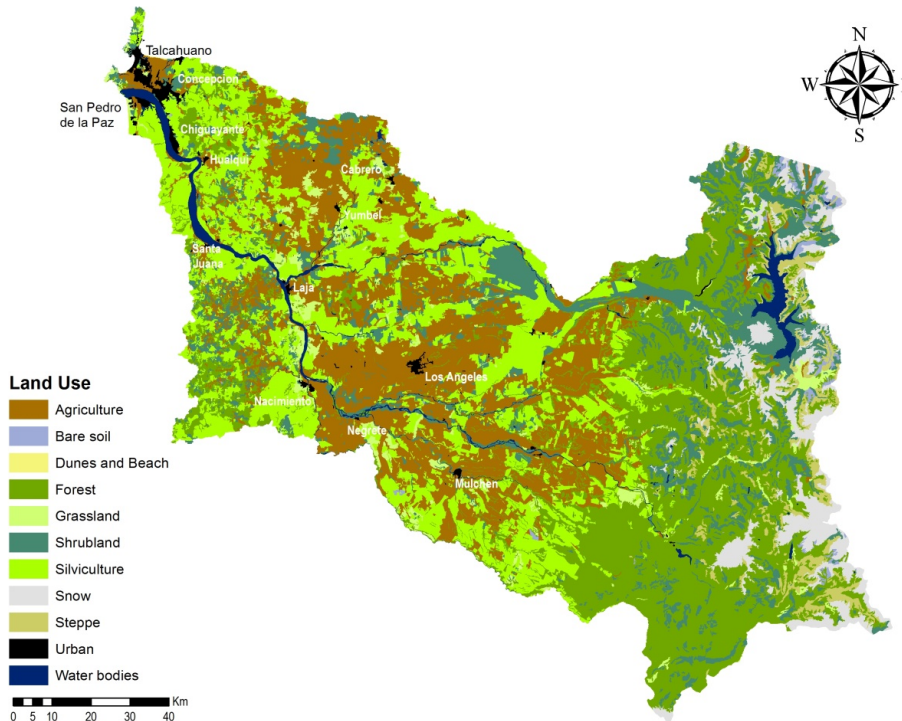 N
W
S
Talcahuano
Concepcion
San Pedro
de la Paz
Chiguayante
Hualqui
Cabrero
Yumbel
Santa
Juana
Laja
Los Angeles
Nacimiento
Negrete
Mulchen
Land Use
Agriculture
Bare soil
Dunes and Beach
Forest
Grassland
Shrubland
Silviculture
Snow
Steppe
Urban
Water bodies
Km
0 5 10 20 30 40